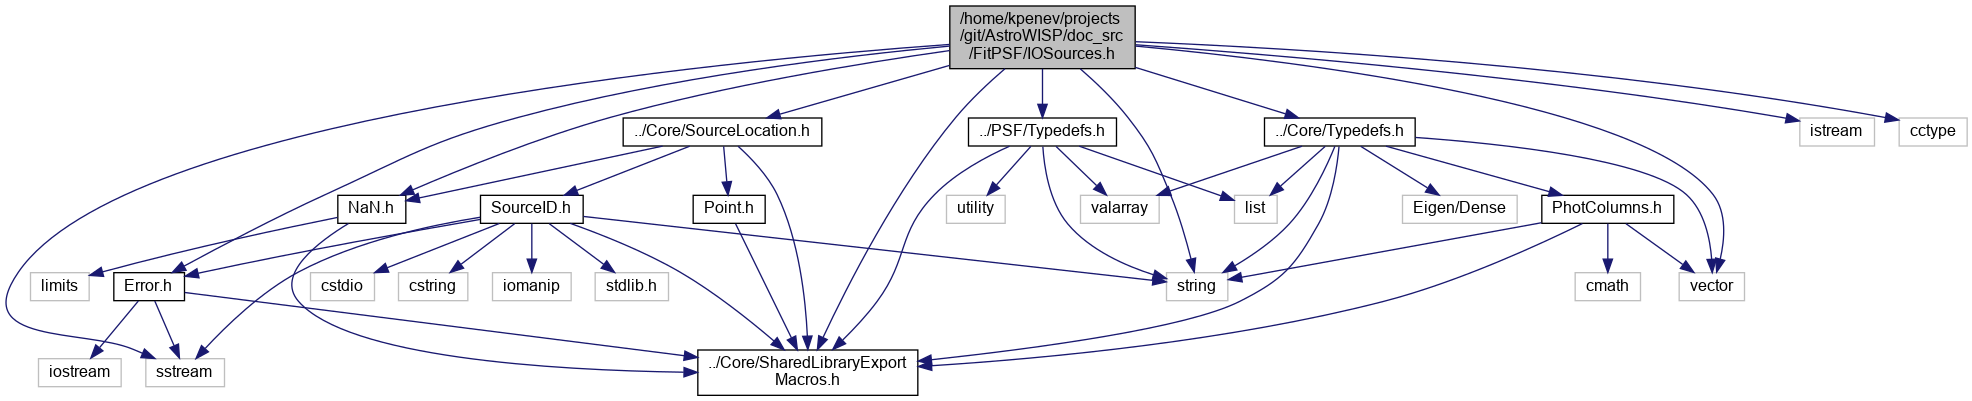 /home/kpenev/projects
/git/AstroWISP/doc_src
/FitPSF/IOSources.h
../Core/SourceLocation.h
../PSF/Typedefs.h
../Core/Typedefs.h
istream
cctype
NaN.h
SourceID.h
Point.h
utility
valarray
list
Eigen/Dense
PhotColumns.h
limits
Error.h
cstdio
cstring
iomanip
stdlib.h
string
cmath
vector
iostream
sstream
../Core/SharedLibraryExport
Macros.h